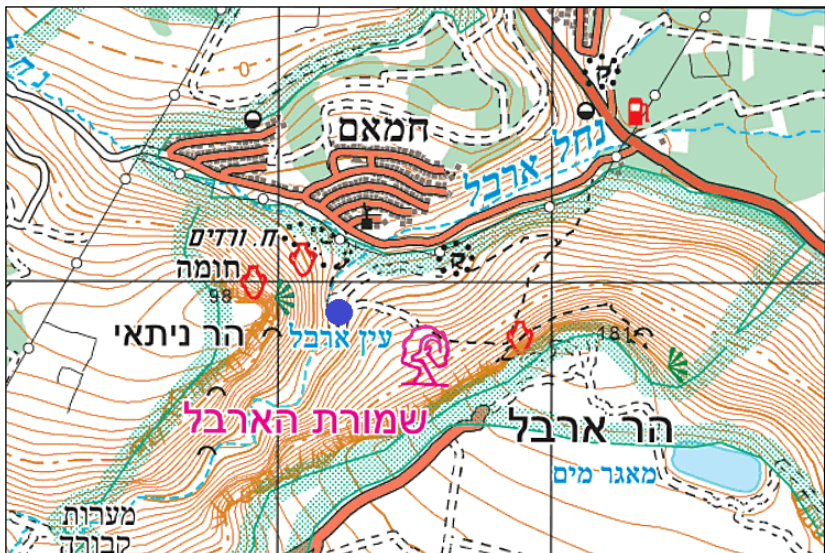 נחל
חמאם
נחל ארבל
ק
ח. ורדים
חומה
98
ק
הר ניתאי
עין ארבל
181
שמורת הארבל
הר ארבל
מאגר מים
מערות
קבורה